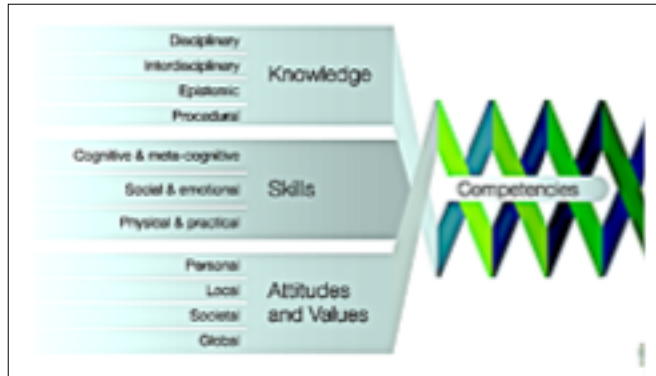 Disciplinary
Interdisciplinary
Epistemic
Procedural
Knowledge
Cognitive & meta-cognitive
Social & emotional
Physical & practical
Skills
Personal
Local
Societal
Global
Attitudes
and Values
Competencies